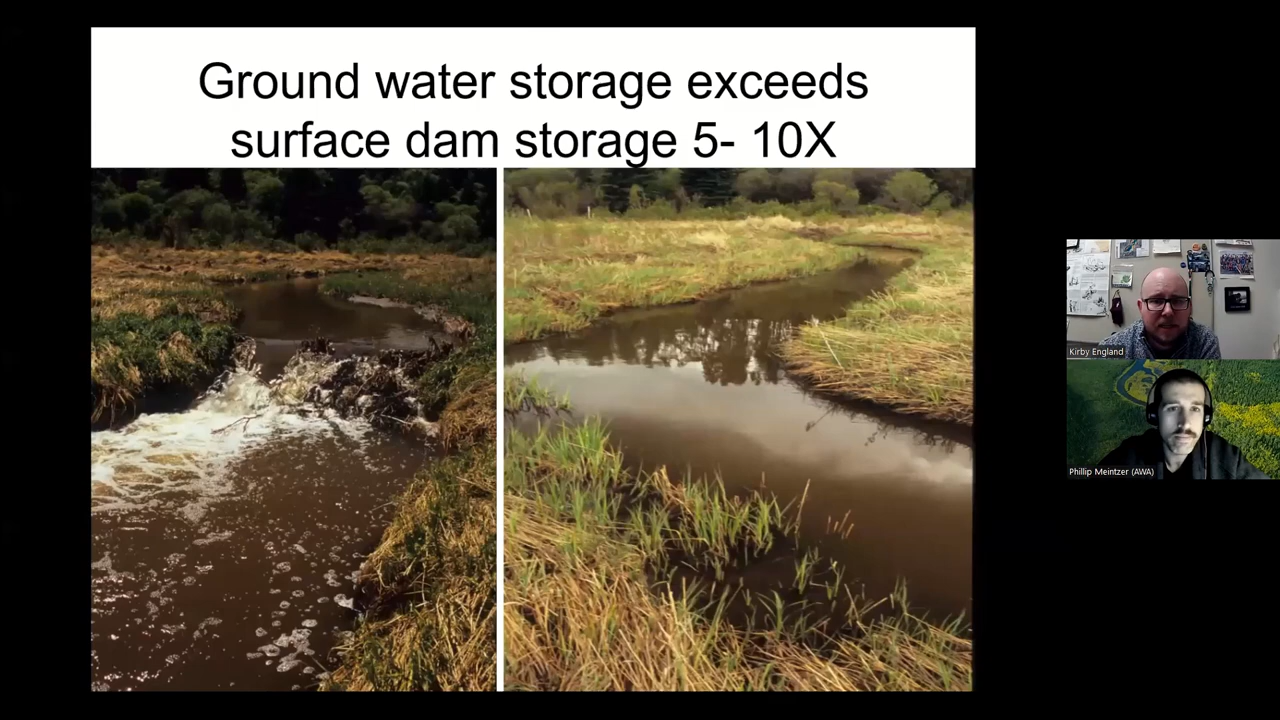 Ground water storage exceeds
surface dam storage 5- 10X
Kirby England
Phillip Meintzer (AWA)